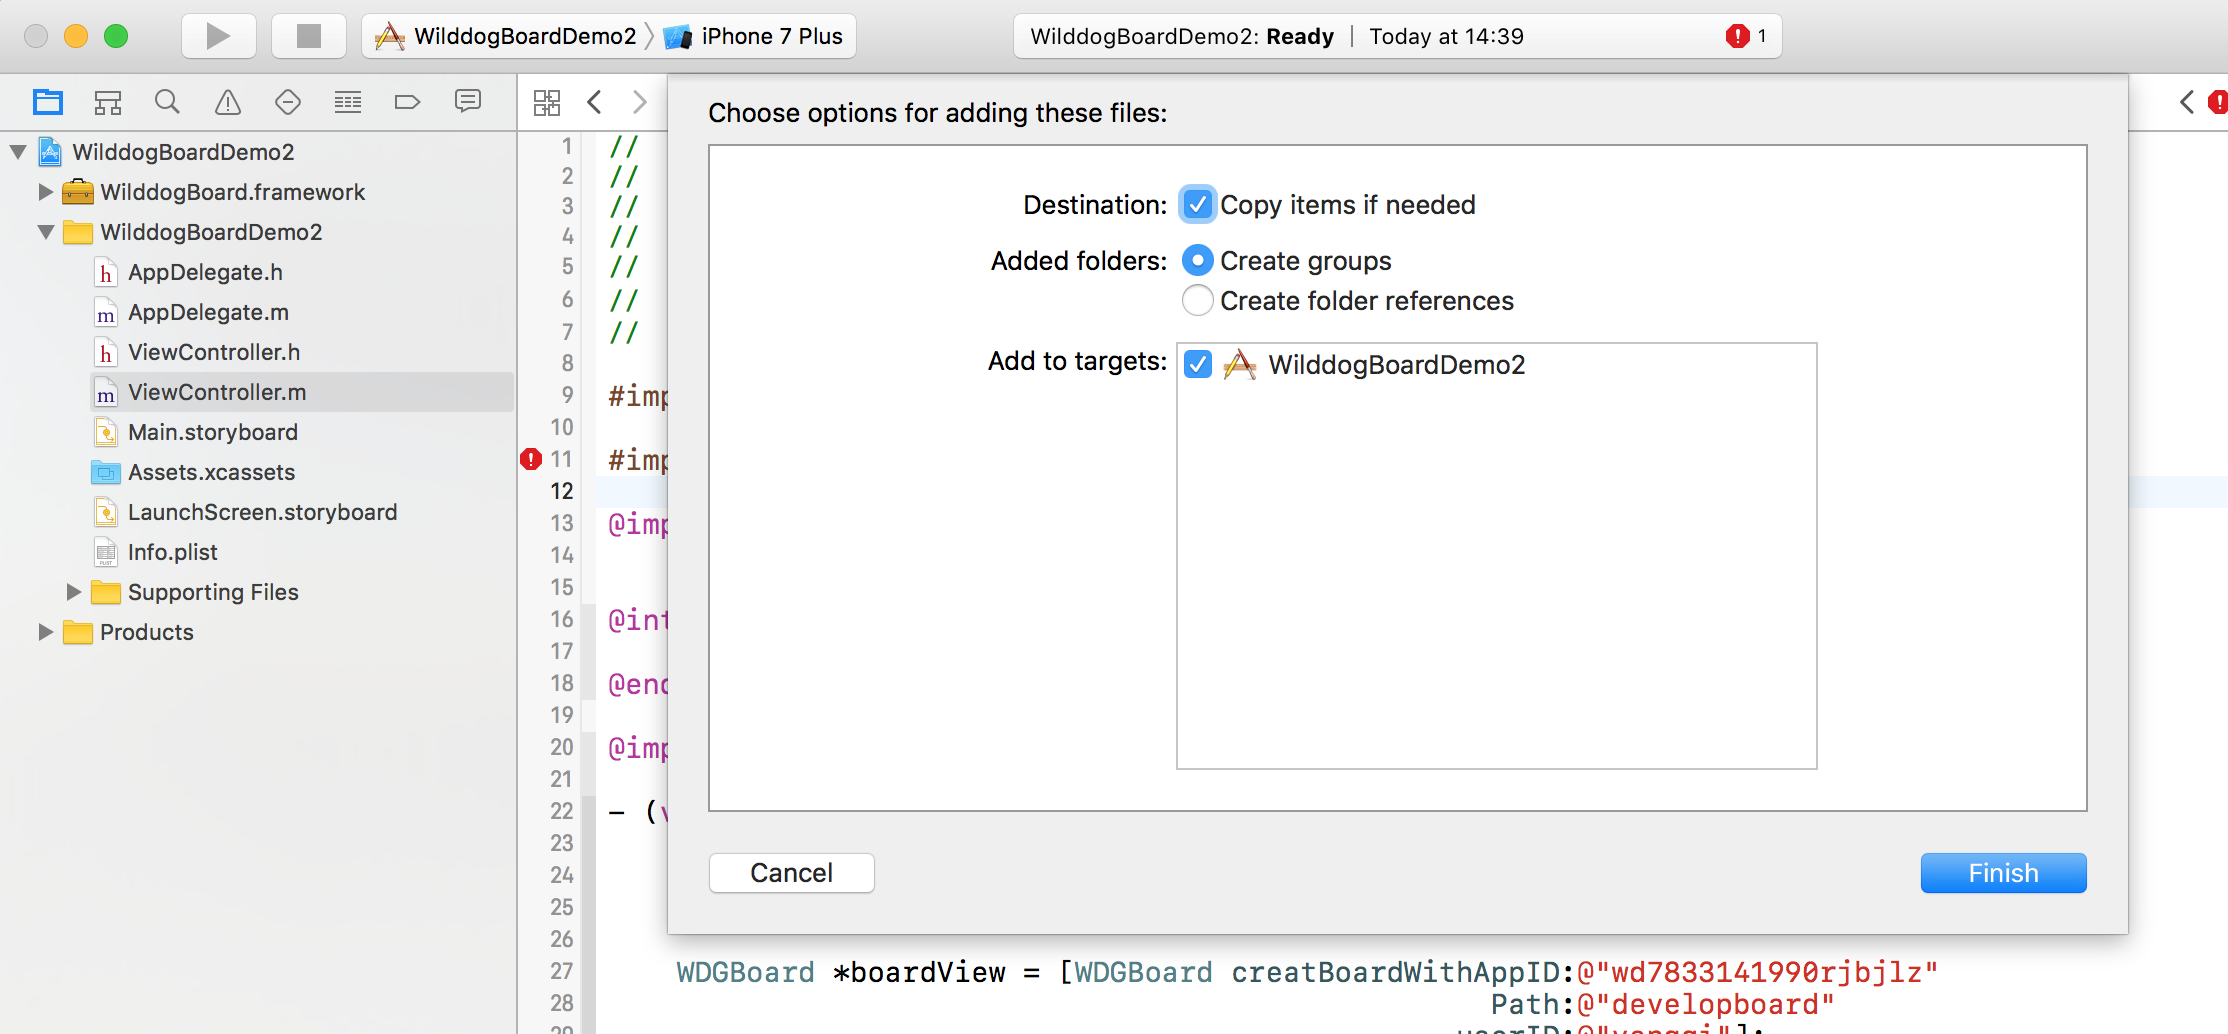 WilddogBoardDemo2 iPhone 7 Plus
WilddogBoardDemo2: Ready | Today at 14:39 1
WilddogBoardDemo2
WilddogBoard.framework
WilddogBoardDemo2
h AppDelegate.h
m AppDelegate.m
h ViewController.h
m ViewController.m
Main.storyboard
Assets.xcassets
LaunchScreen.storyboard
Info.plist
Supporting Files
Products
1 //
2 //
3 //
4 //
5 //
6 //
7 //
8
9 #imp
10
11 #imp
12
13 @imp
14
15
16 @int
17
18 @end
19
20 @imp
21
22 - (v
23
24
25
26
27 WDGBoard *boardView = [WDGBoard creatBoardWithAppID:@"wd7833141990rjbjlz"
28 Path:@"developboard"
29
Choose options for adding these files:
Destination: Copy items if needed
Added folders: Create groups
Create folder references
Add to targets: WilddogBoardDemo2
Cancel Finish